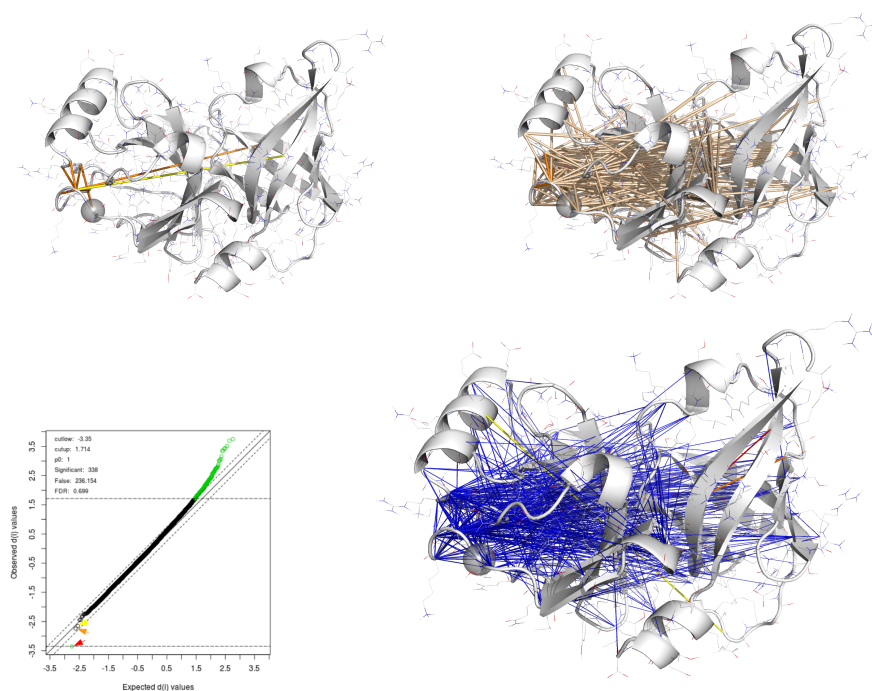 cutlow: -3.35
cutup: 1.714
p0: 1
Significant: 338
False: 236.154
FDR: 0.699
Observed d(i) values
3.5
2.5
1.5
0.5
-0.5
-1.5
-2.5
-3.5
-3.5 -2.5 -1.5 -0.5 0.5 1.5 2.5 3.5
Expected d(i) values